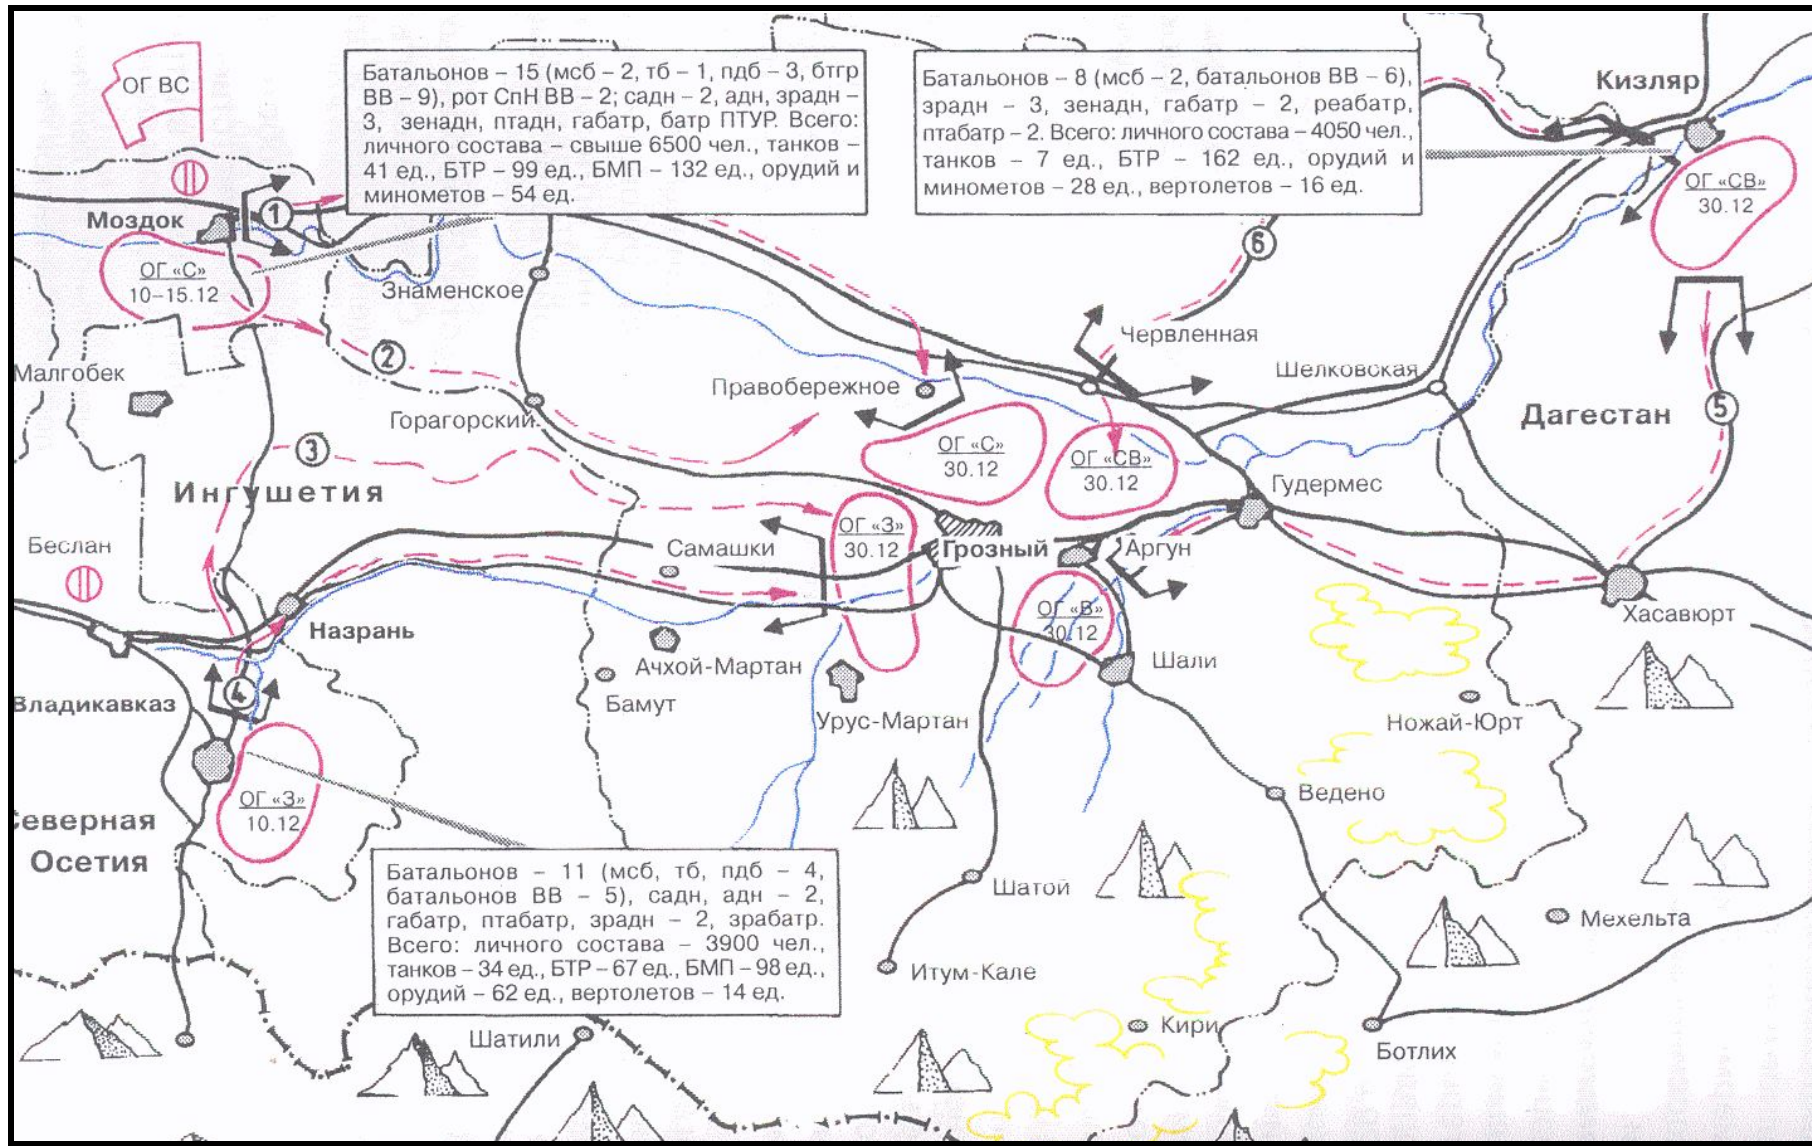 ОГ ВС
Батальонов – 15 (мсб – 2, тб – 1, пдб – 3, бтгр
ВВ – 9), рот СпН ВВ – 2; садн – 2, адн, зрадн –
3, зенадн, птадн, габатр, батр ПТУР. Всего:
личного состава – свыше 6500 чел., танков –
41 ед., БТР – 99 ед., БМП – 132 ед., орудий и
минометов – 54 ед.
Батальонов – 8 (мсб – 2, батальонов ВВ – 6),
зрадн – 3, зенадн, габатр – 2, реабатр,
птабатр – 2. Всего: личного состава – 4050 чел.,
танков – 7 ед., БТР – 162 ед., орудий и
минометов – 28 ед., вертолетов – 16 ед.
Кизляр
ОГ «СВ»
30.12
Моздок
1
6
ОГ «С»
10–15.12
Знаменское
Червленная
2
Малгобек
Правобережное
Шелковская
Горагорский
Дагестан
5
3
ОГ «С»
30.12
ОГ «СВ»
30.12
Ингушетия
Гудермес
ОГ «З»
30.12
Беслан
Самашки
Грозный
Аргун
ОГ «В»
30.12
Хасавюрт
Назрань
Ачхой-Мартан
Шали
4
Владикавказ
Бамут
Урус-Мартан
Ножай-Юрт
ОГ «З»
10.12
Ведено
Северная
Осетия
Батальонов – 11 (мсб, тб, пдб – 4,
батальонов ВВ – 5), садн, адн – 2,
габатр, птабатр, зрадн – 2, зрабатр.
Всего: личного состава – 3900 чел.,
танков – 34 ед., БТР – 67 ед., БМП – 98 ед.,
орудий – 62 ед., вертолетов – 14 ед.
Шатой
Мехельта
Итум-Кале
Шатили
Кири
Ботлих